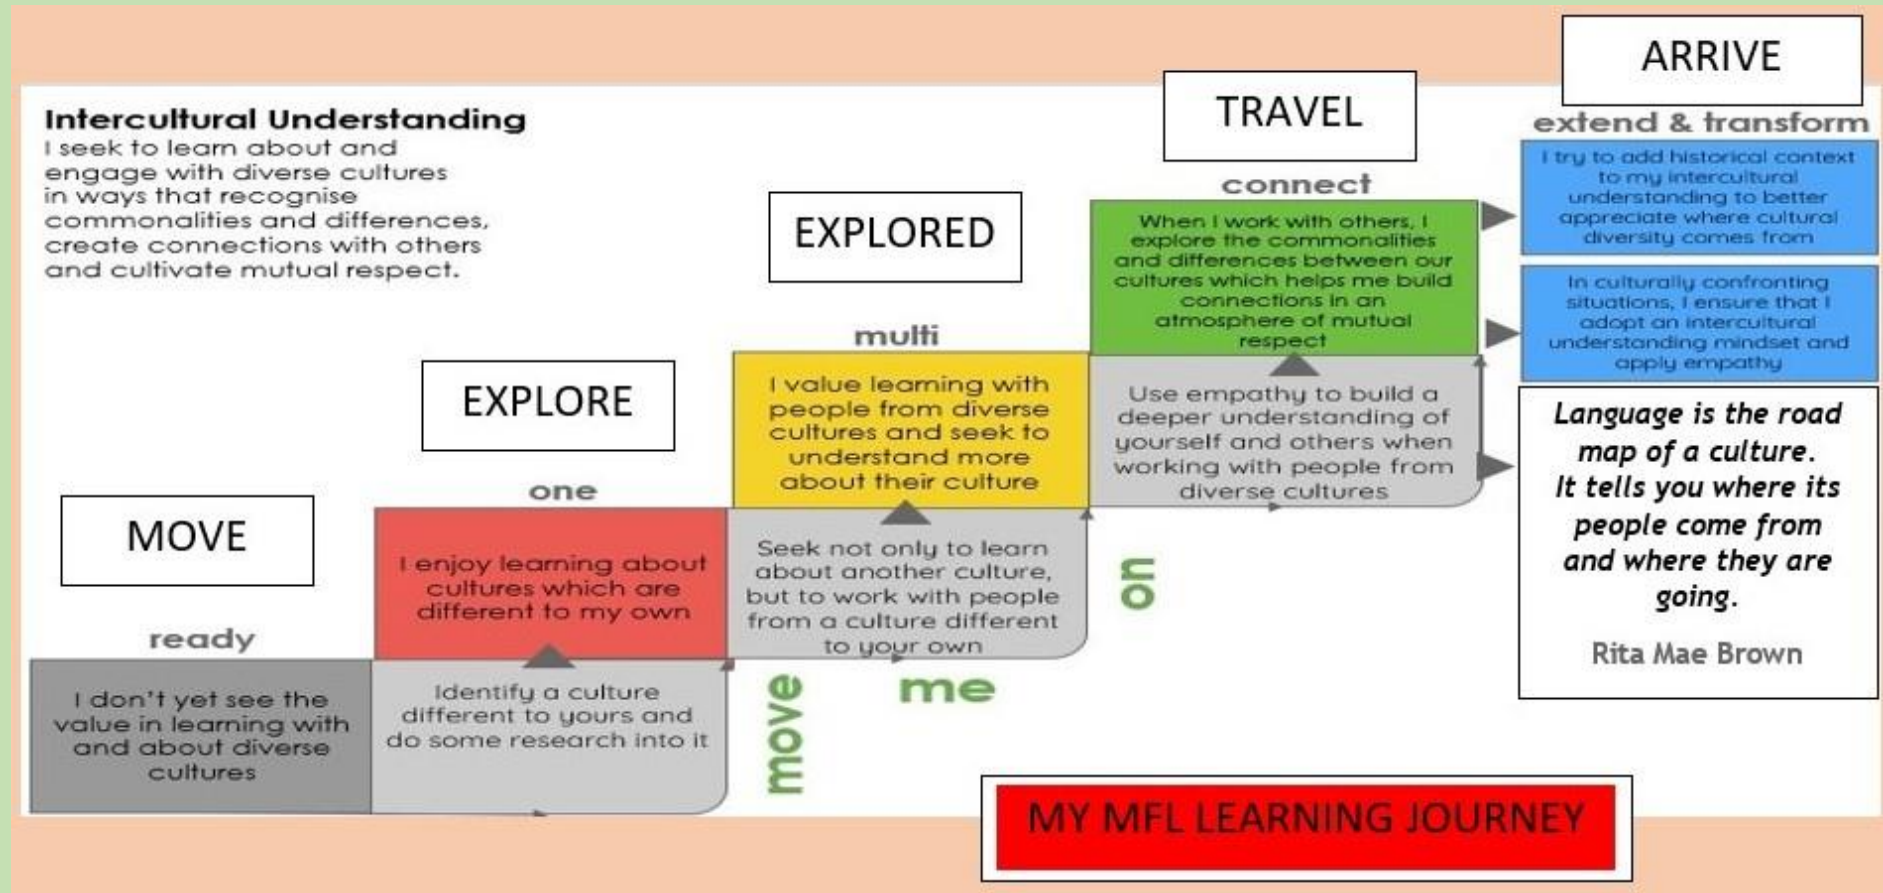 Intercultural Understanding
I seek to learn about and
engage with diverse cultures
in ways that recognise
commonalities and differences,
create connections with others
and cultivate mutual respect.
MOVE
ready
I don't yet see the
value in learning with
and about diverse
cultures
EXPLORE
one
I enjoy learning about
cultures which are
different to my own
Identify a culture
different to yours and
do some research into it
EXPLORED
multi
I value learning with
people from diverse
cultures and seek to
understand more
about their culture
Seek not only to learn
about another culture,
but to work with people
from a culture different
to your own
move
me
on
TRAVEL
connect
When I work with others, I
explore the commonalities
and differences between our
cultures which helps me build
connections in an
atmosphere of mutual
respect
Use empathy to build a
deeper understanding of
yourself and others when
working with people from
diverse cultures
ARRIVE
extend & transform
I try to add historical context
to my intercultural
understanding to better
appreciate where cultural
diversity comes from
In culturally confronting
situations, I ensure that I
adopt an intercultural
understanding mindset and
apply empathy
Language is the road
map of a culture.
It tells you where its
people come from
and where they are
going.
Rita Mae Brown
MY MFL LEARNING JOURNEY